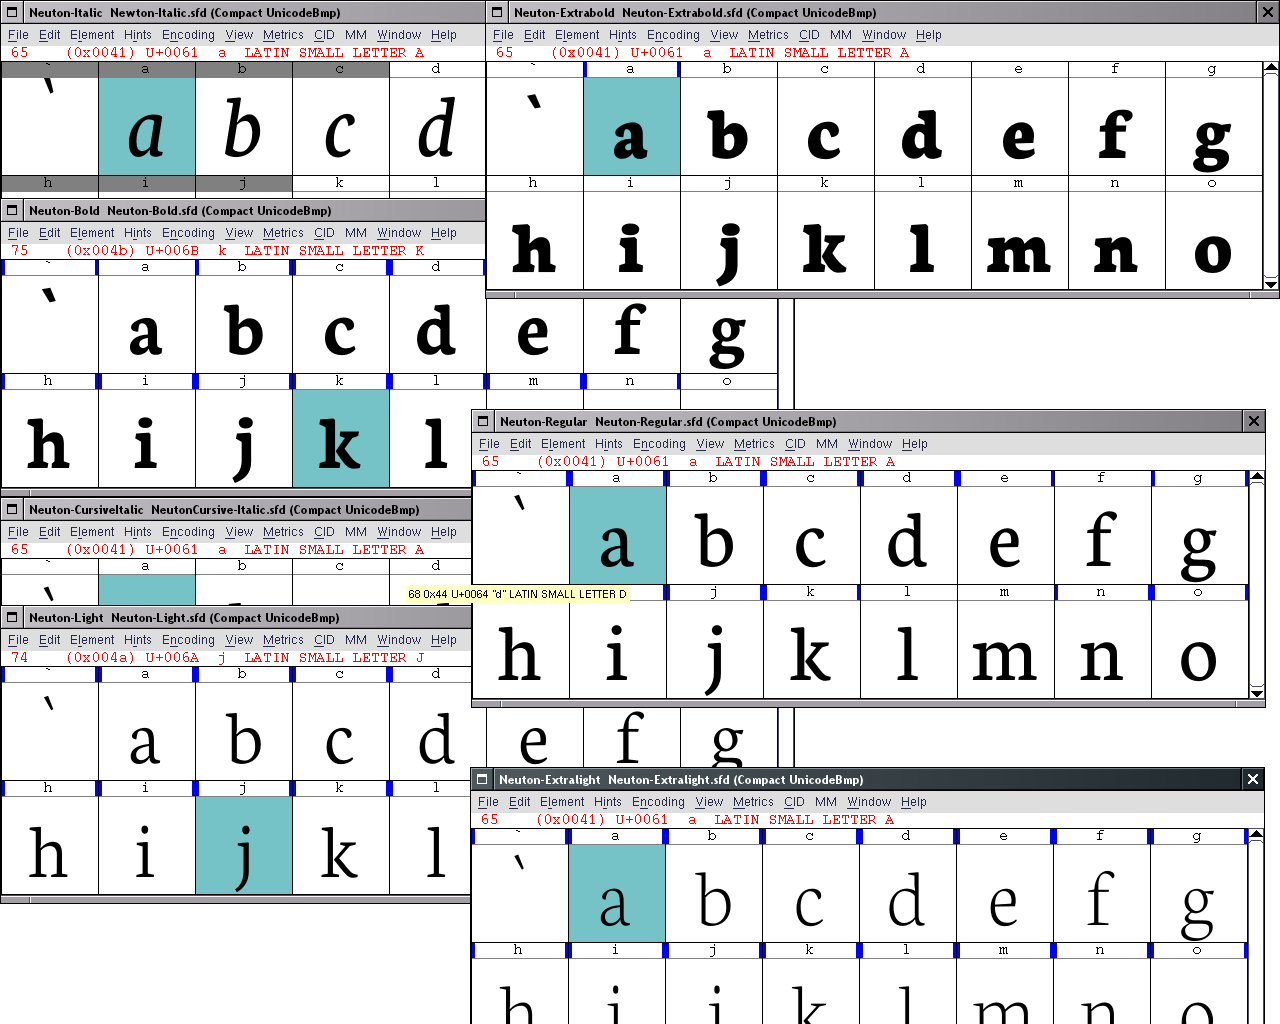 Neuton-Italic  Newton-Italic.sfd (Compact UnicodeBmp)
File Edit Element Hints Encoding View Metrics CID MM Window Help
65 (0x0041) U+0061 a LATIN SMALL LETTER A
` a b c d
` a b c d
h i j k l
Neuton-Extrabold  Neuton-Extrabold.sfd (Compact UnicodeBmp)
File Edit Element Hints Encoding View Metrics CID MM Window Help
65 (0x0041) U+0061 a LATIN SMALL LETTER A
` a b c d e f g
` a b c d e f g
h i j k l m n o
h i j k l m n o
Neuton-Bold  Neuton-Bold.sfd (Compact UnicodeBmp)
File Edit Element Hints Encoding View Metrics CID MM Window Help
75 (0x004b) U+006B k LATIN SMALL LETTER K
` a b c d
` a b c d e f g
h i j k l m n o
h i j k l
Neuton-Regular  Neuton-Regular.sfd (Compact UnicodeBmp)
File Edit Element Hints Encoding View Metrics CID MM Window Help
65 (0x0041) U+0061 a LATIN SMALL LETTER A
` a b c d e f g
` a b c d e f g
j k l m n o
h i j k l m n o
Neuton-CursiveItalic  NeutonCursive-Italic.sfd (Compact UnicodeBmp)
File Edit Element Hints Encoding View Metrics CID MM Window Help
65 (0x0041) U+0061 a LATIN SMALL LETTER A
` a b c d
68 0x44 U+0064 "d" LATIN SMALL LETTER D
Neuton-Light  Neuton-Light.sfd (Compact UnicodeBmp)
File Edit Element Hints Encoding View Metrics CID MM Window Help
74 (0x004a) U+006A j LATIN SMALL LETTER J
` a b c d
` a b c d e f g
h i j k l
h i j k l
Neuton-Extralight  Neuton-Extralight.sfd (Compact UnicodeBmp)
File Edit Element Hints Encoding View Metrics CID MM Window Help
65 (0x0041) U+0061 a LATIN SMALL LETTER A
` a b c d e f g
` a b c d e f g
h i j k l m n o
h i j k l m n o